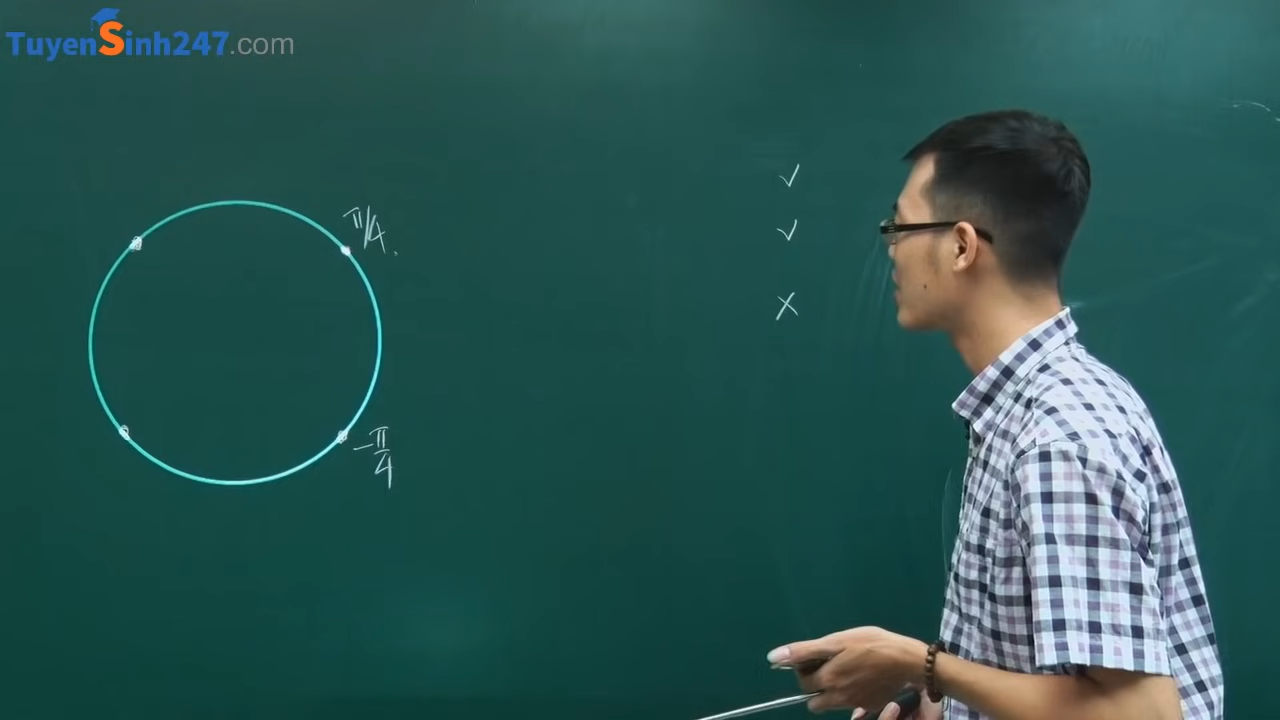 TuyenSinh247.com
π/4
-π/4
✓
✓
×